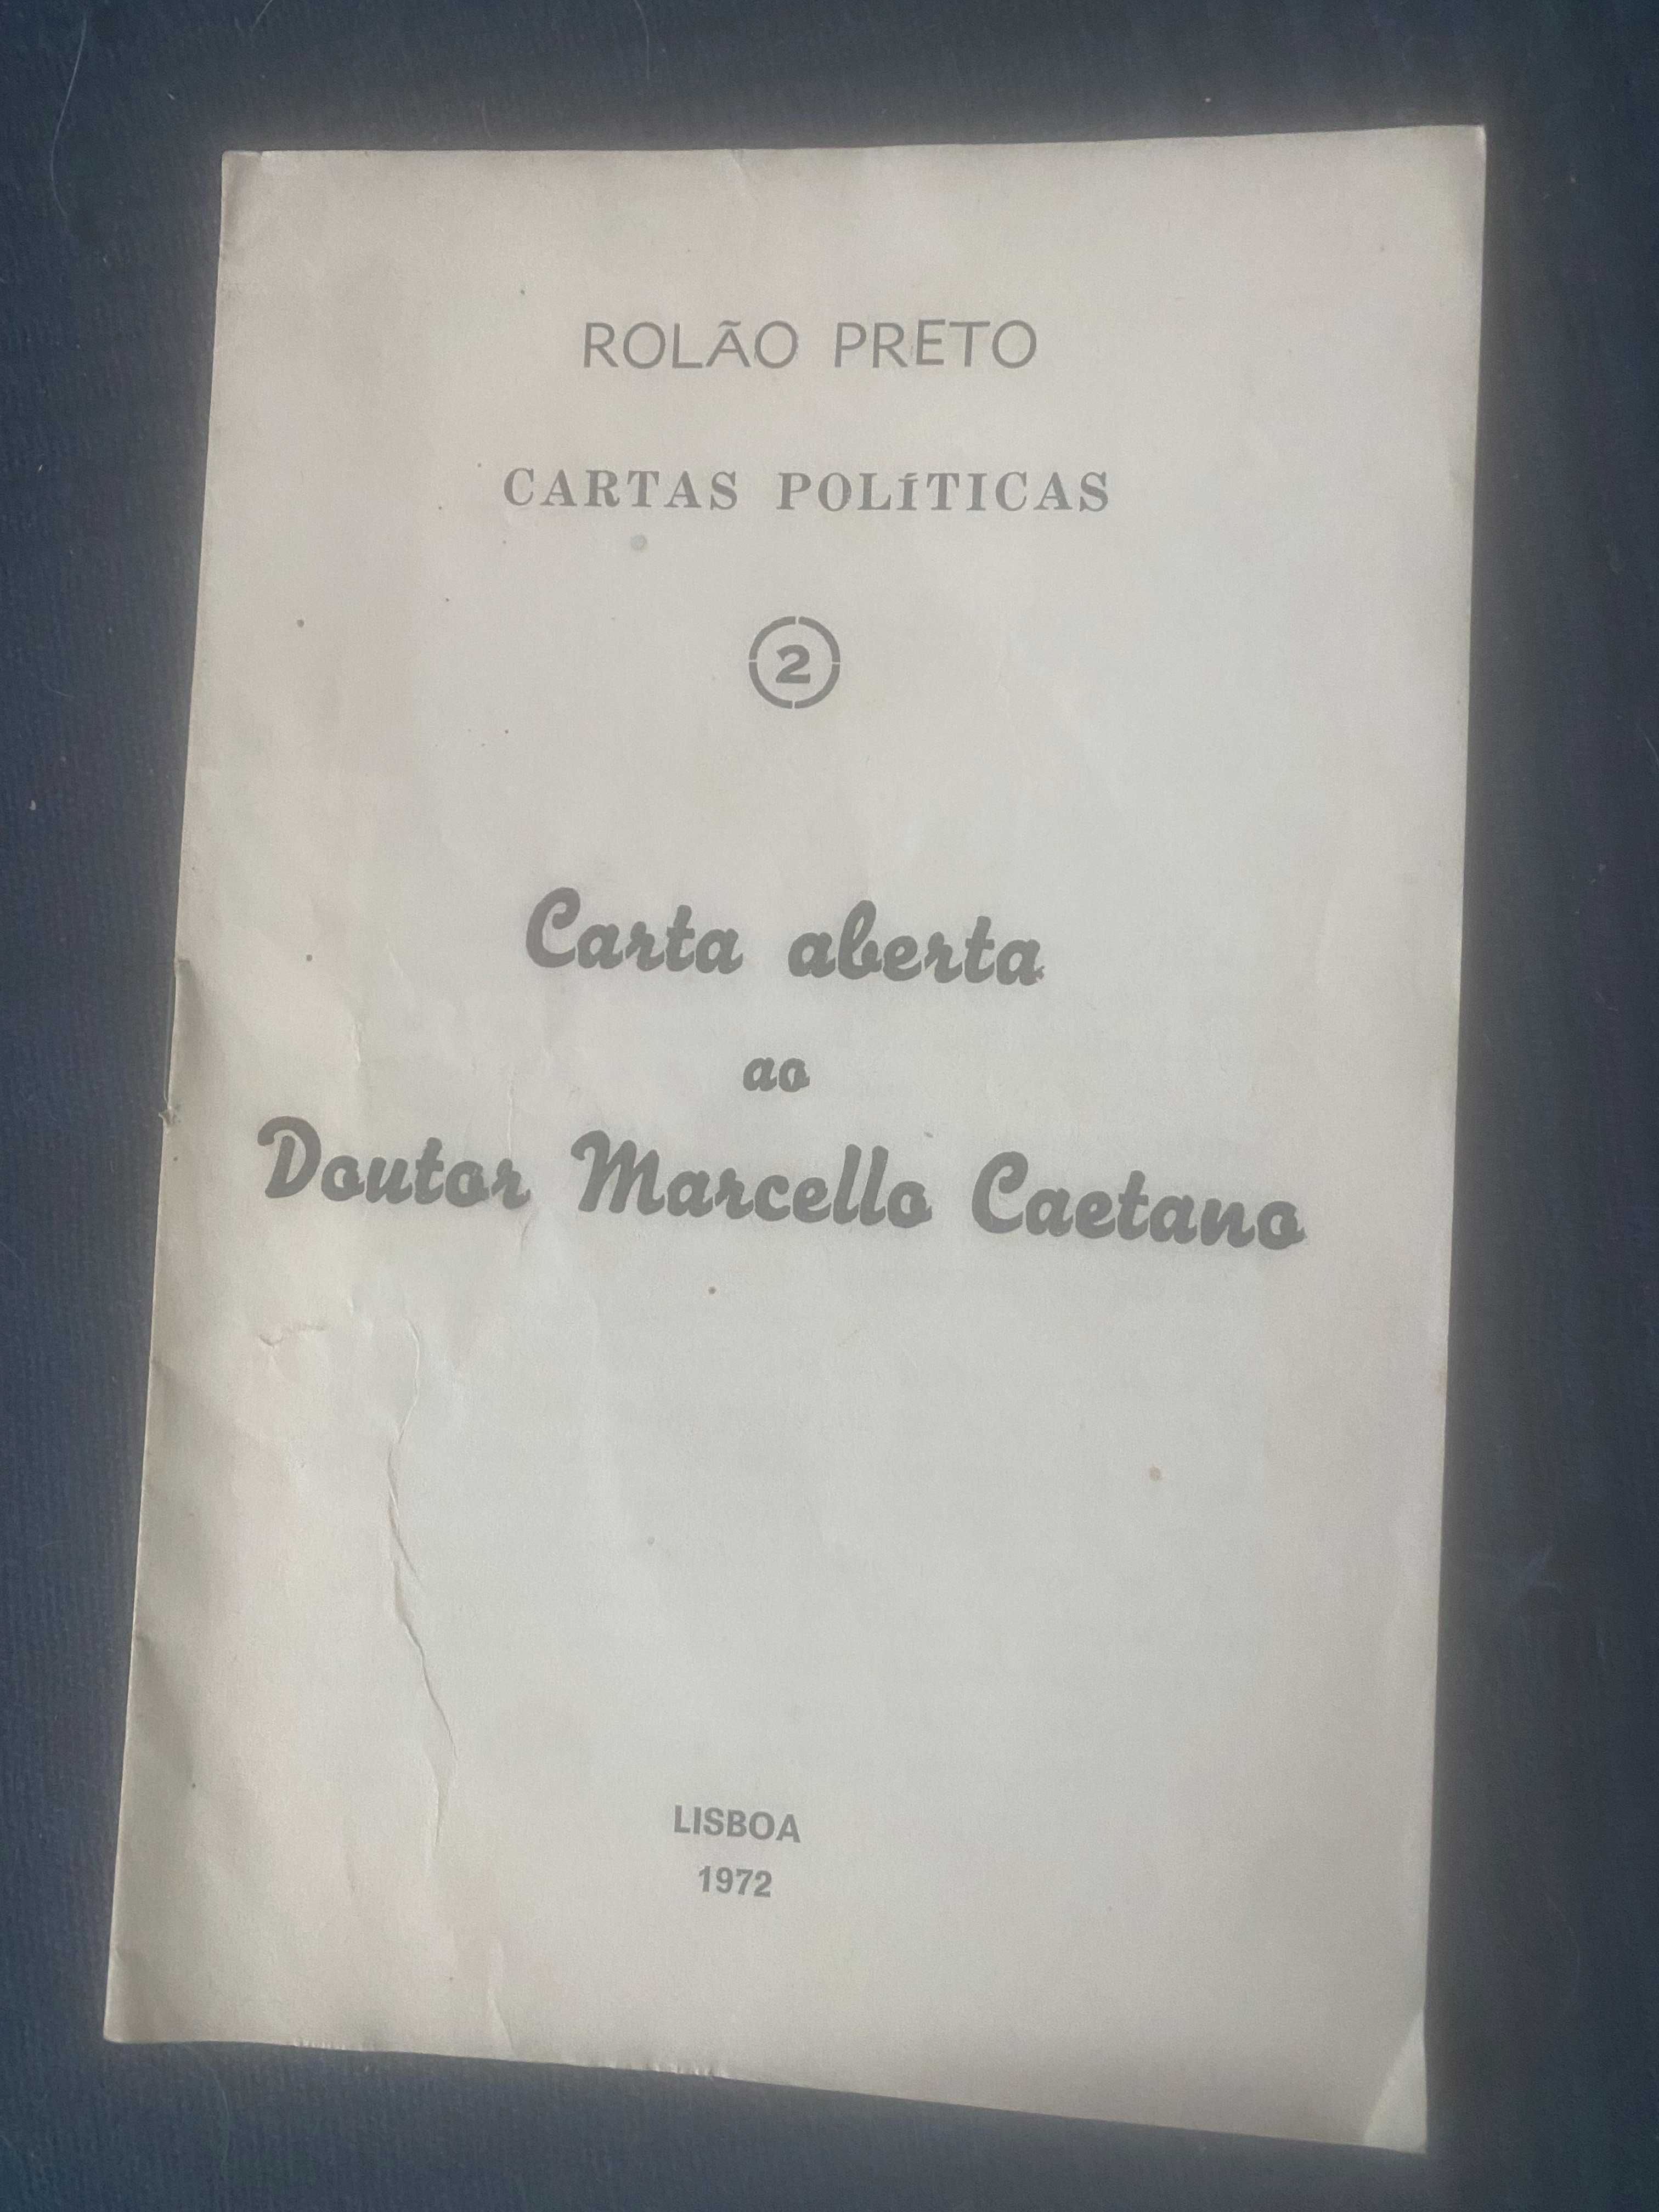 ROLÃO PRETO
CARTAS POLÍTICAS
2
Carta aberta
ao
Doutor Marcello Caetano
LISBOA
1972